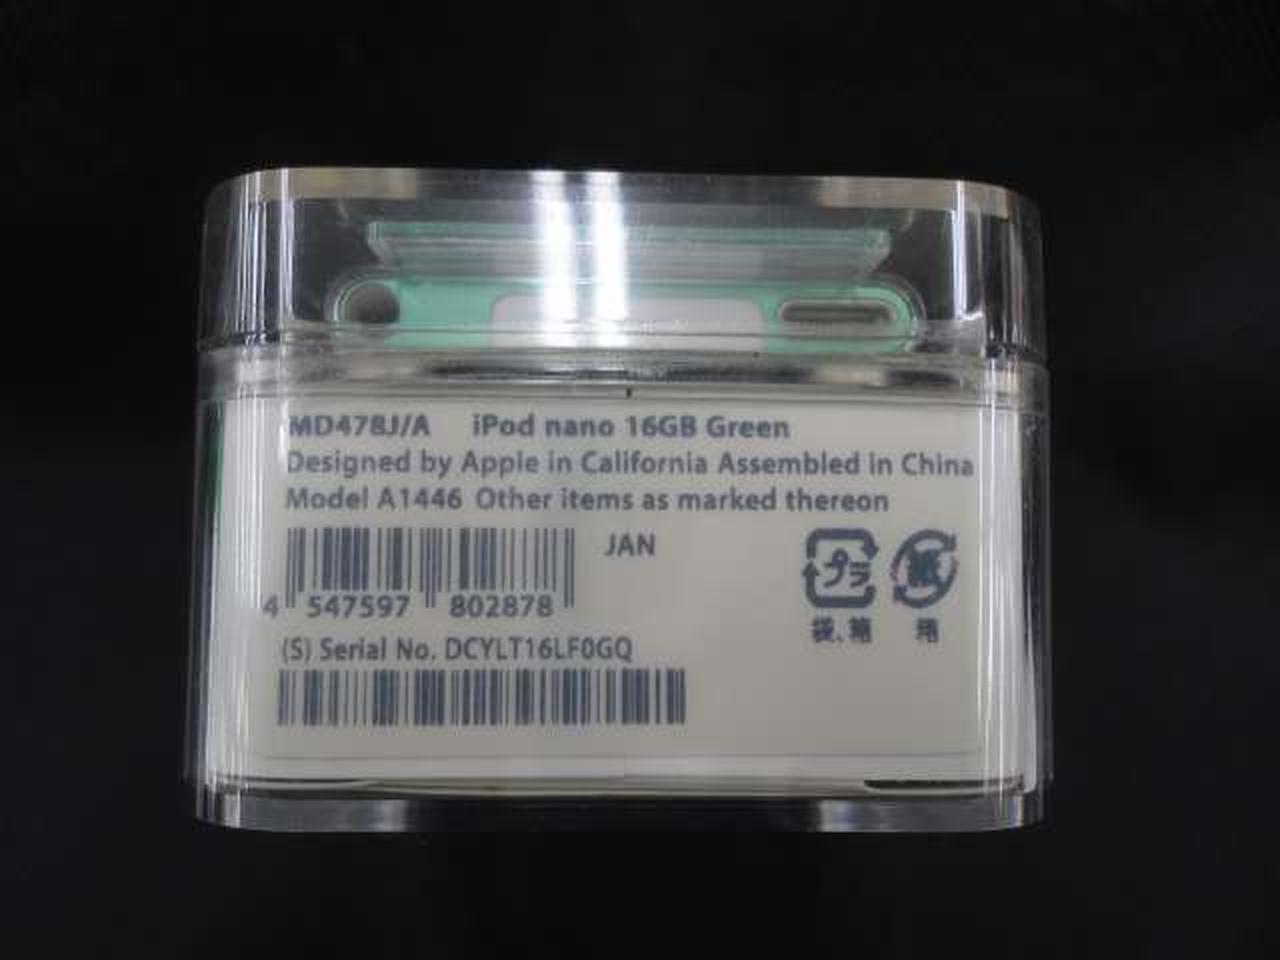 MD478J/A iPod nano 16GB Green
Designed by Apple in California Assembled in China
Model A1446 Other items as marked thereon
JAN
4 547597 802878
プラ 紙
袋、箱 箱
(S) Serial No. DCYLT16LF0GQ